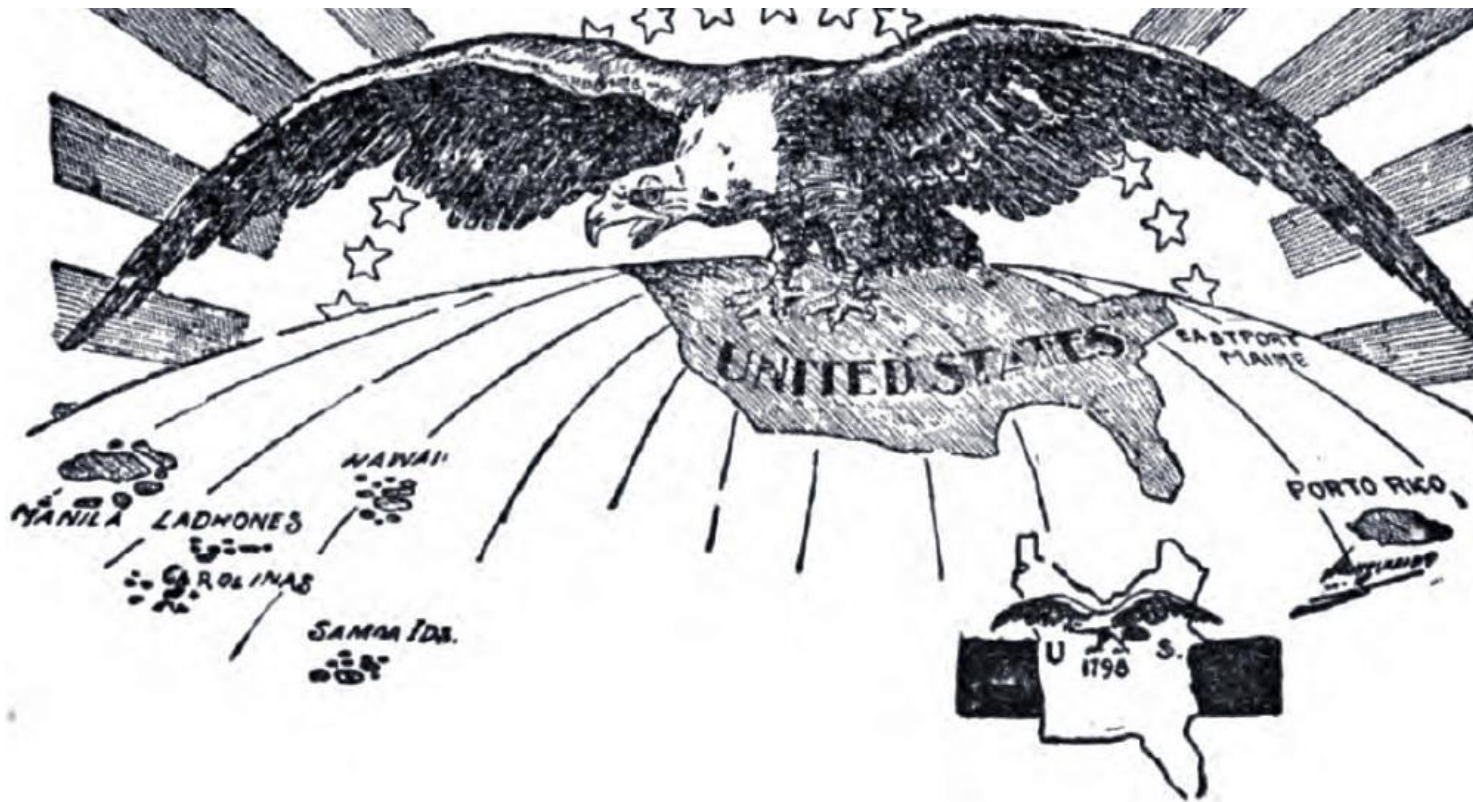 UNITED STATES
EASTPORT
MAINE
HAWAII
MANILA
LADRONES
CAROLINAS
SAMOA IDS.
PORTO RICO
U S.
1798